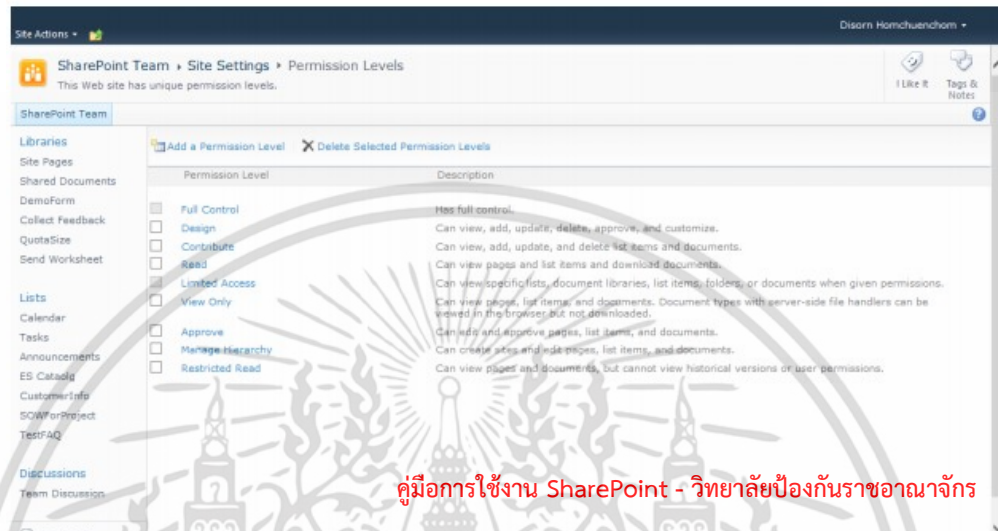 Disorn Homchuenchom
Site Actions
SharePoint Team ▸ Site Settings ▸ Permission Levels
This Web site has unique permission levels.
I Like It
Tags & Notes
SharePoint Team
Libraries
Site Pages
Shared Documents
DemoForm
Collect Feedback
QuotaSize
Send Worksheet
Lists
Calendar
Tasks
Announcements
ES Cataolg
CustomerInfo
SOWForProject
TestFAQ
Discussions
Team Discussion
Add a Permission Level Delete Selected Permission Levels
Permission Level Description
Full Control Has full control.
Design Can view, add, update, delete, approve, and customize.
Contribute Can view, add, update, and delete list items and documents.
Read Can view pages and list items and download documents.
Limited Access Can view specific lists, document libraries, list items, folders, or documents when given permissions.
View Only Can view pages, list items, and documents. Document types with server-side file handlers can be
viewed in the browser but not downloaded.
Approve Can edit and approve pages, list items, and documents.
Manage Hierarchy Can create sites and edit pages, list items, and documents.
Restricted Read Can view pages and documents, but cannot view historical versions or user permissions.
คู่มือการใช้งาน SharePoint - วิทยาลัยป้องกันราชอาณาจักร